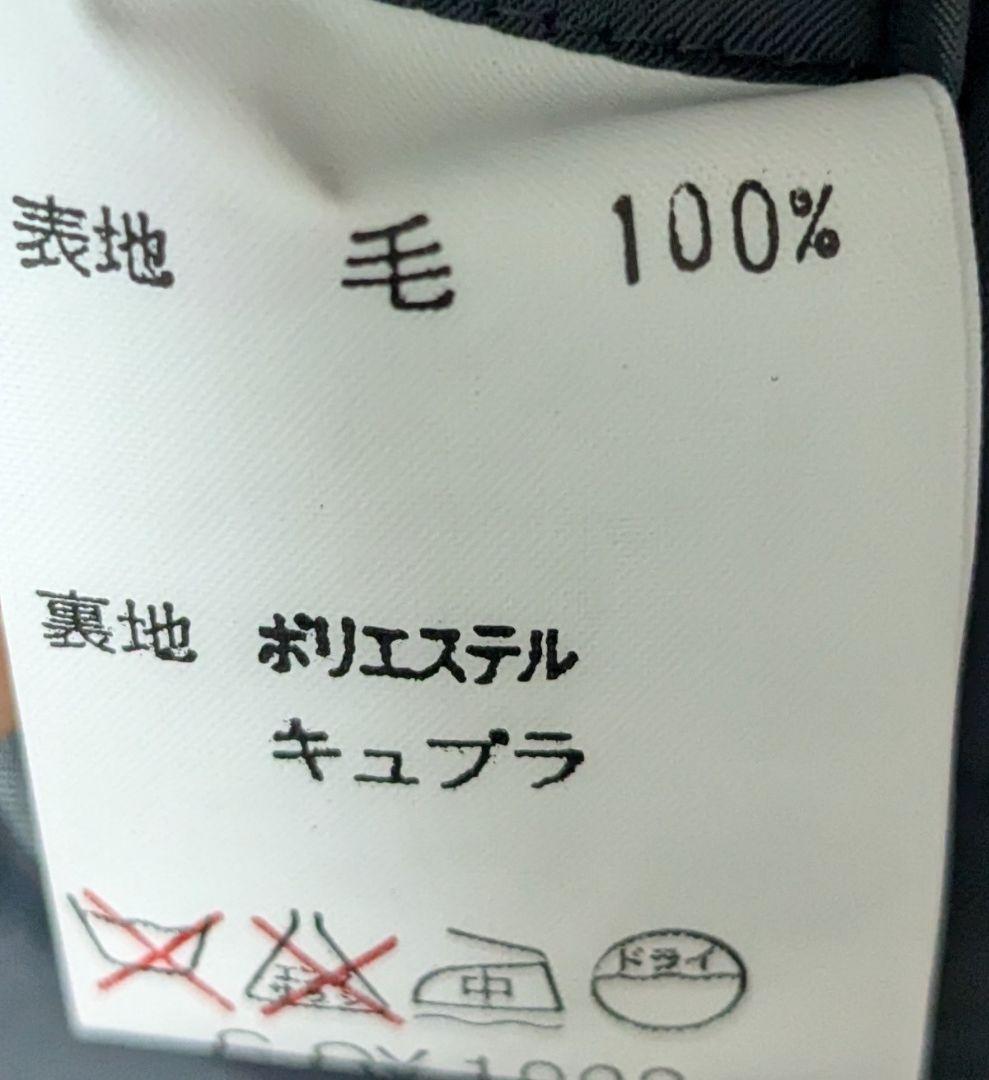 表地 毛 100%
裏地 ポリエステル
キュプラ
中 ドライ